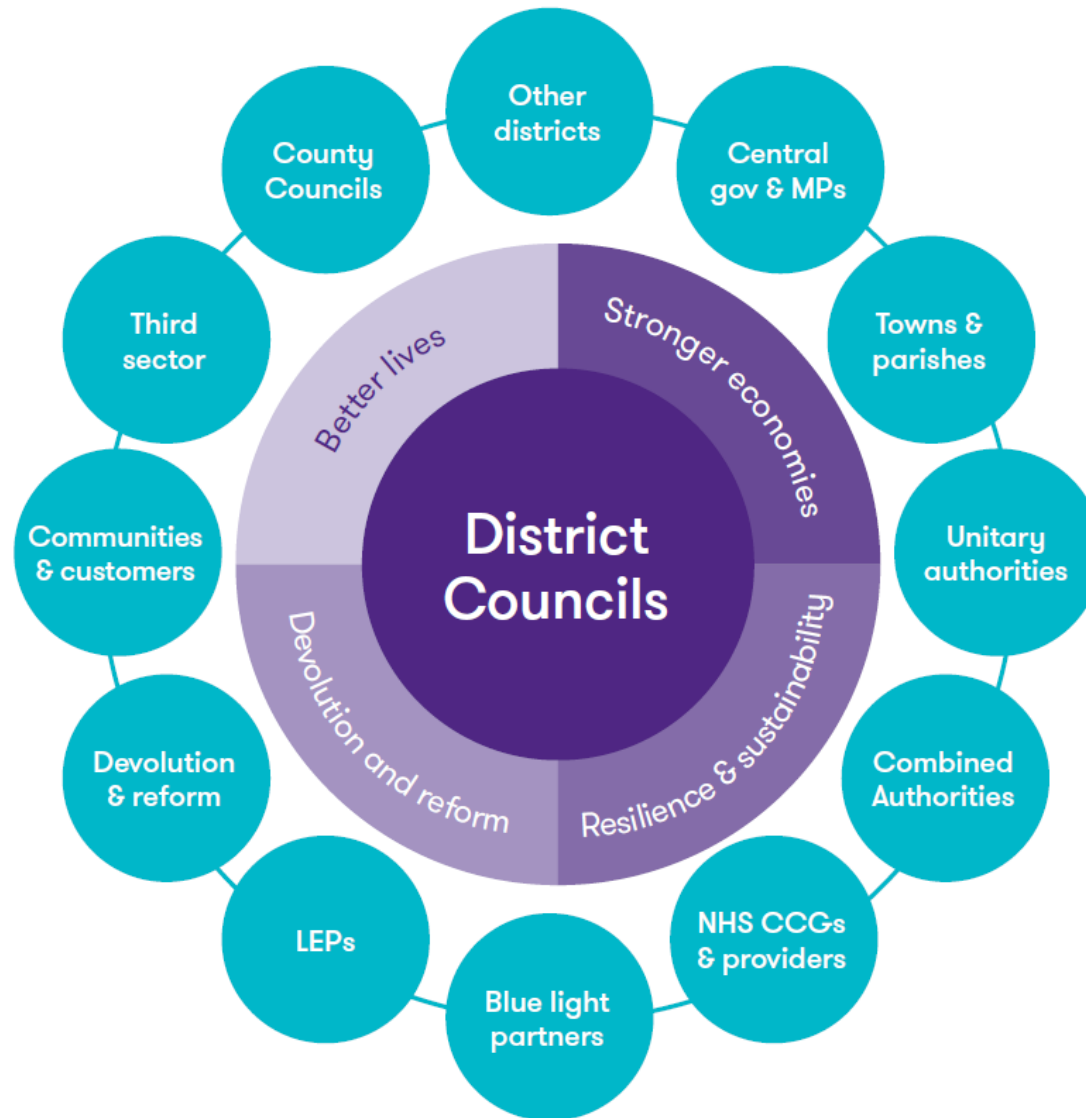 Other
districts
Central
gov & MPs
Towns &
parishes
Unitary
authorities
Combined
Authorities
NHS CCGs
& providers
Blue light
partners
LEPs
Devolution
& reform
Communities
& customers
Third
sector
County
Councils
Better lives
Stronger economies
Resilience & sustainability
Devolution and reform
District
Councils